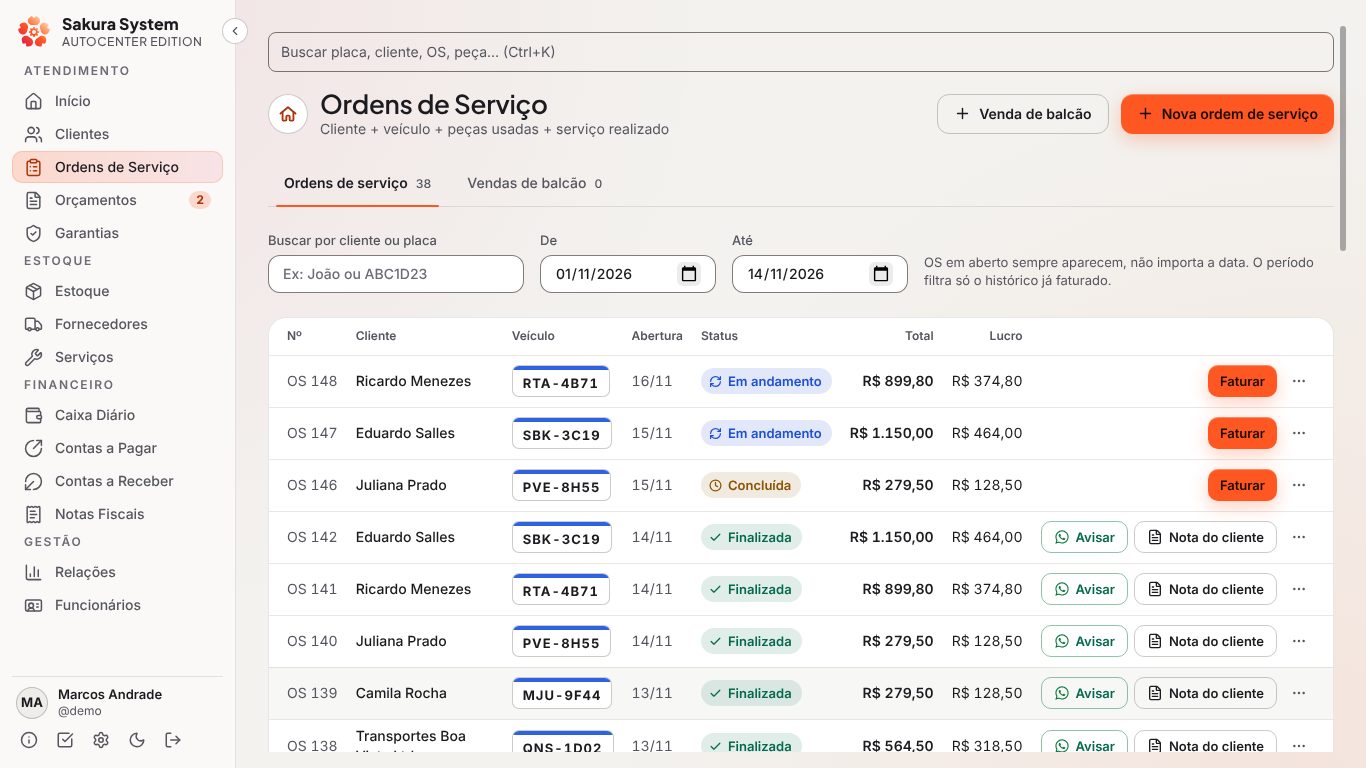 Sakura System
AUTOCENTER EDITION
ATENDIMENTO
Início
Clientes
Ordens de Serviço
Orçamentos 2
Garantias
ESTOQUE
Estoque
Fornecedores
Serviços
FINANCEIRO
Caixa Diário
Contas a Pagar
Contas a Receber
Notas Fiscais
GESTÃO
Relações
Funcionários
MA
Marcos Andrade
@demo
Buscar placa, cliente, OS, peça... (Ctrl+K)
Ordens de Serviço
Cliente + veículo + peças usadas + serviço realizado
Venda de balcão
Nova ordem de serviço
Ordens de serviço 38
Vendas de balcão 0
Buscar por cliente ou placa
Ex: João ou ABC1D23
De
01/11/2026
Até
14/11/2026
OS em aberto sempre aparecem, não importa a data. O período
filtra só o histórico já faturado.
Nº Cliente Veículo Abertura Status Total Lucro
OS 148 Ricardo Menezes RTA-4B71 16/11 Em andamento R$ 899,80 R$ 374,80 Faturar
OS 147 Eduardo Salles SBK-3C19 15/11 Em andamento R$ 1.150,00 R$ 464,00 Faturar
OS 146 Juliana Prado PVE-8H55 15/11 Concluída R$ 279,50 R$ 128,50 Faturar
OS 142 Eduardo Salles SBK-3C19 14/11 Finalizada R$ 1.150,00 R$ 464,00 Avisar Nota do cliente
OS 141 Ricardo Menezes RTA-4B71 14/11 Finalizada R$ 899,80 R$ 374,80 Avisar Nota do cliente
OS 140 Juliana Prado PVE-8H55 14/11 Finalizada R$ 279,50 R$ 128,50 Avisar Nota do cliente
OS 139 Camila Rocha MJU-9F44 13/11 Finalizada R$ 279,50 R$ 128,50 Avisar Nota do cliente
OS 138 Transportes Boa QNS-1D02 13/11 Finalizada R$ 564,50 R$ 318,50 Avisar Nota do cliente